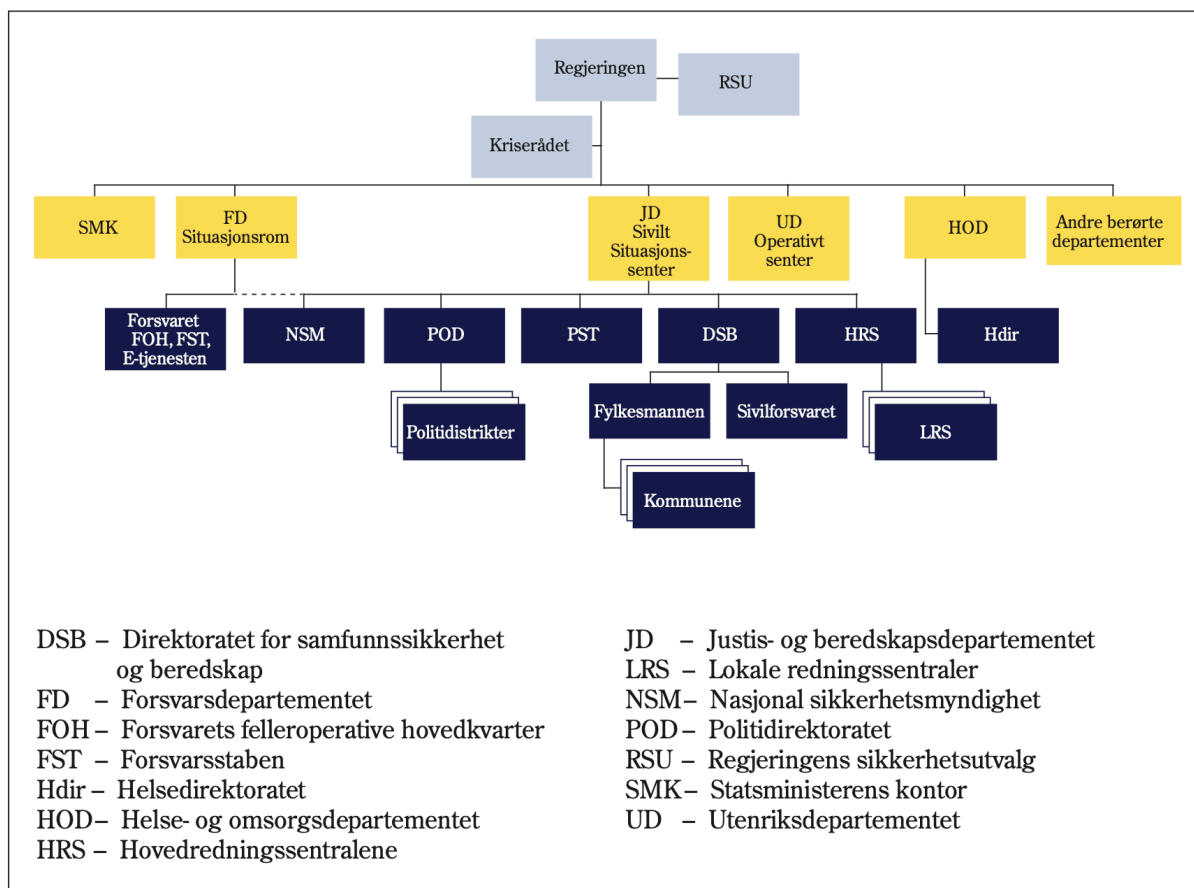 Regjeringen
RSU
Kriserådet
SMK
FD
Situasjonsrom
JD
Sivilt
Situasjons-
senter
UD
Operativt
senter
HOD
Andre berørte
departementer
Forsvaret
FOH, FST,
E-tjenesten
NSM
POD
PST
DSB
HRS
Hdir
Politidistrikter
Fylkesmannen
Sivilforsvaret
LRS
Kommunene
DSB – Direktoratet for samfunnssikkerhet
og beredskap
FD – Forsvarsdepartementet
FOH – Forsvarets felleroperative hovedkvarter
FST – Forsvarsstaben
Hdir – Helsedirektoratet
HOD – Helse- og omsorgsdepartementet
HRS – Hovedredningssentralene
JD – Justis- og beredskapsdepartementet
LRS – Lokale redningssentraler
NSM – Nasjonal sikkerhetsmyndighet
POD – Politidirektoratet
RSU – Regjeringens sikkerhetsutvalg
SMK – Statsministerens kontor
UD – Utenriksdepartementet